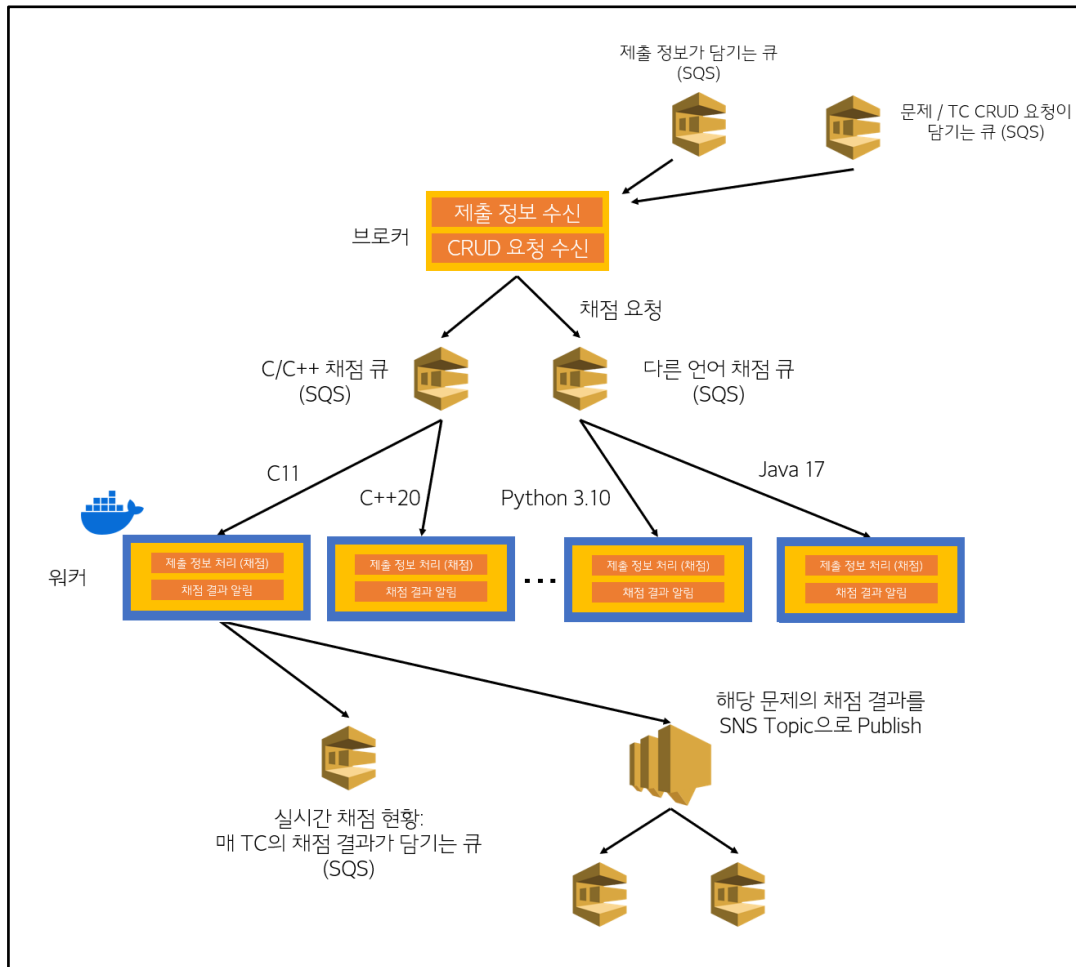 제출 정보가 담기는 큐
(SQS)
문제 / TC CRUD 요청이
담기는 큐 (SQS)
제출 정보 수신
CRUD 요청 수신
브로커
채점 요청
C/C++ 채점 큐
(SQS)
다른 언어 채점 큐
(SQS)
C11
C++20
Python 3.10
Java 17
워커
제출 정보 처리 (채점)
채점 결과 알림
제출 정보 처리 (채점)
채점 결과 알림
...
제출 정보 처리 (채점)
채점 결과 알림
제출 정보 처리 (채점)
채점 결과 알림
해당 문제의 채점 결과를
SNS Topic으로 Publish
실시간 채점 현황:
매 TC의 채점 결과가 담기는 큐
(SQS)